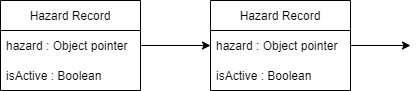 Hazard Record
hazard : Object pointer
isActive : Boolean
Hazard Record
hazard : Object pointer
isActive : Boolean